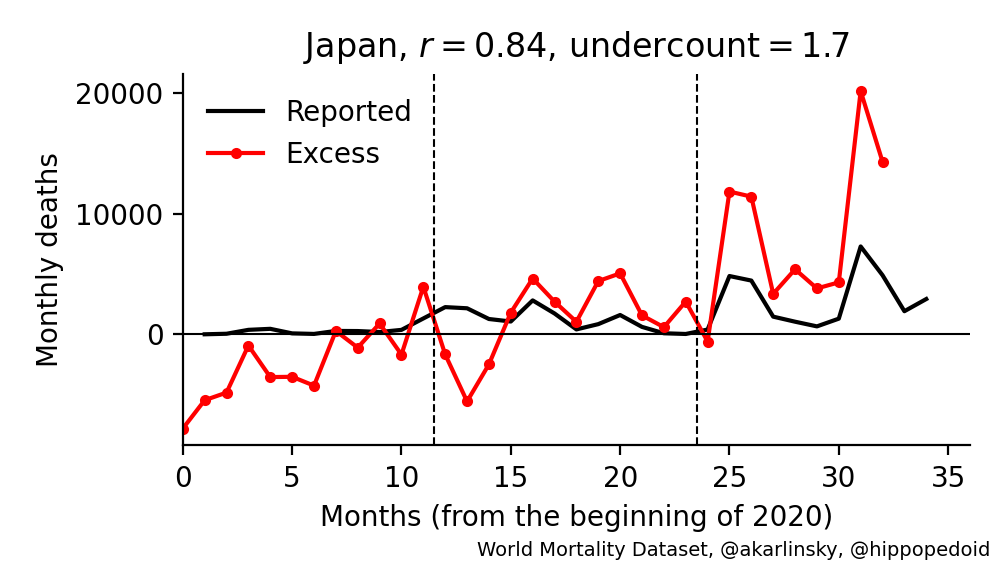 Japan, r = 0.84, undercount = 1.7
20000
10000
0
Monthly deaths
Reported
Excess
0 5 10 15 20 25 30 35
Months (from the beginning of 2020)
World Mortality Dataset, @akarlinsky, @hippopedoid